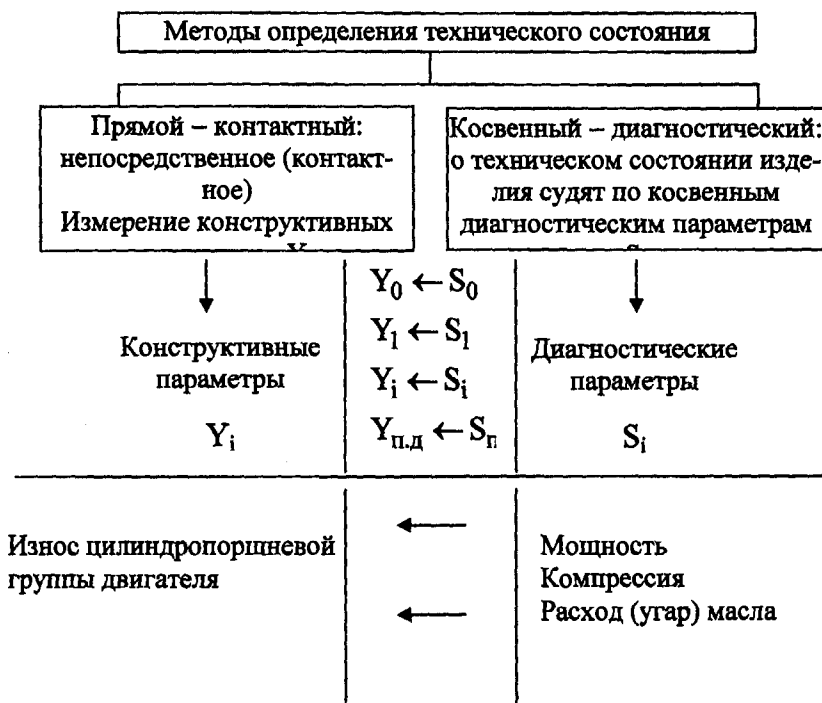 Методы определения технического состояния
Прямой – контактный:
непосредственное (контакт-
ное)
Измерение конструктивных
Косвенный – диагностический:
о техническом состоянии изде-
лия судят по косвенным
диагностическим параметрам
Y₀ ← S₀
Y₁ ← S₁
Yᵢ ← Sᵢ
Yп.д ← Sп
Конструктивные
параметры
Yᵢ
Диагностические
параметры
Sᵢ
Износ цилиндропоршневой
группы двигателя
←
←
Мощность
Компрессия
Расход (угар) масла